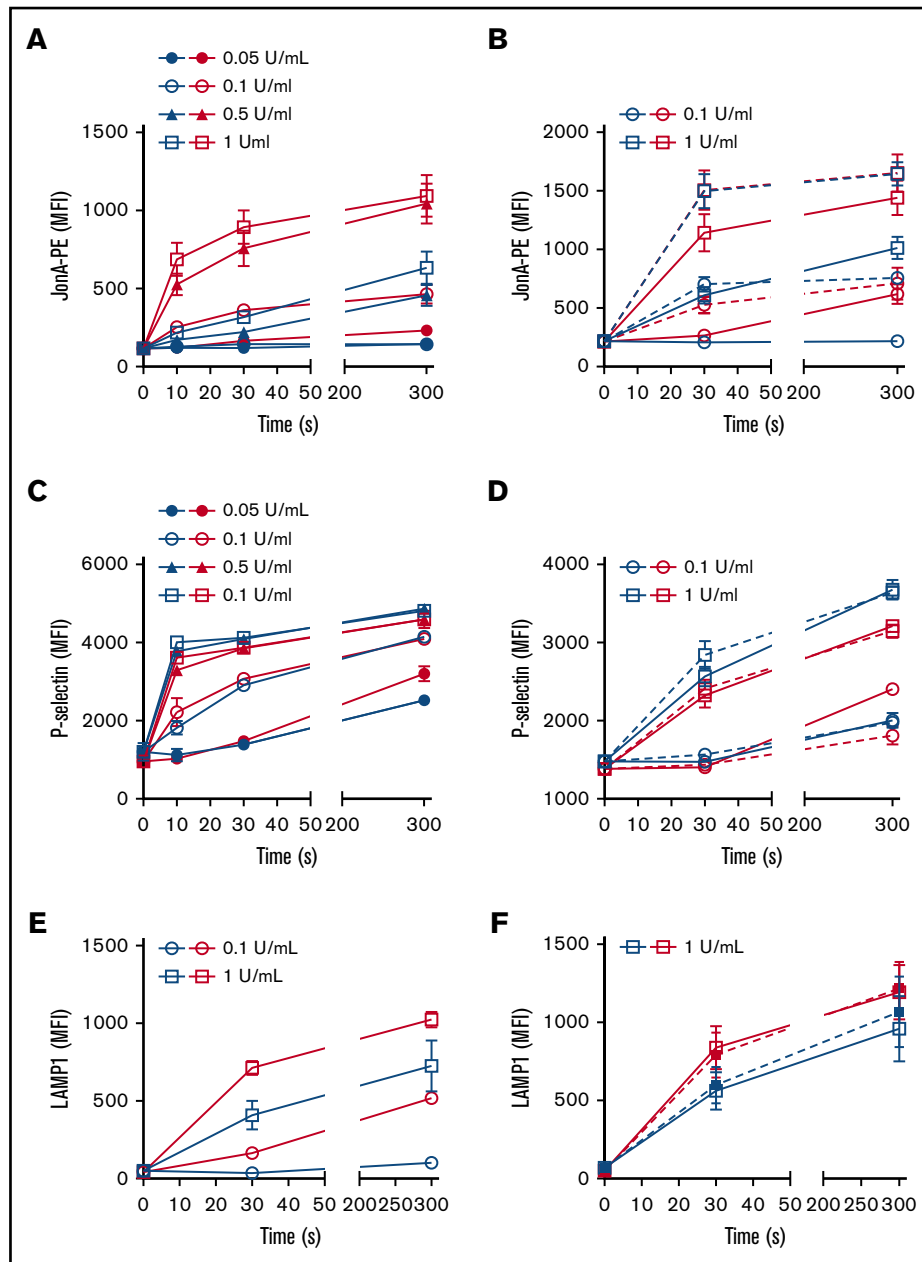 A
0.05 U/mL
0.1 U/ml
0.5 U/ml
1 Uml
JonA-PE (MFI)
1500
1000
500
0
0 10 20 30 40 50 200 300
Time (s)
B
0.1 U/ml
1 U/ml
JonA-PE (MFI)
2000
1500
1000
500
0
0 10 20 30 40 50 200 300
Time (s)
C
0.05 U/mL
0.1 U/ml
0.5 U/ml
0.1 U/ml
P-selectin (MFI)
6000
4000
2000
0
0 10 20 30 40 50 200 300
Time (s)
D
0.1 U/ml
1 U/ml
P-selectin (MFI)
4000
3000
2000
1000
0 10 20 30 40 50 200 300
Time (s)
E
0.1 U/mL
1 U/mL
LAMP1 (MFI)
1500
1000
500
0
0 10 20 30 40 50 200 250 300
Time (s)
F
1 U/mL
LAMP1 (MFI)
1500
1000
500
0
0 10 20 30 40 50 200 250 300
Time (s)